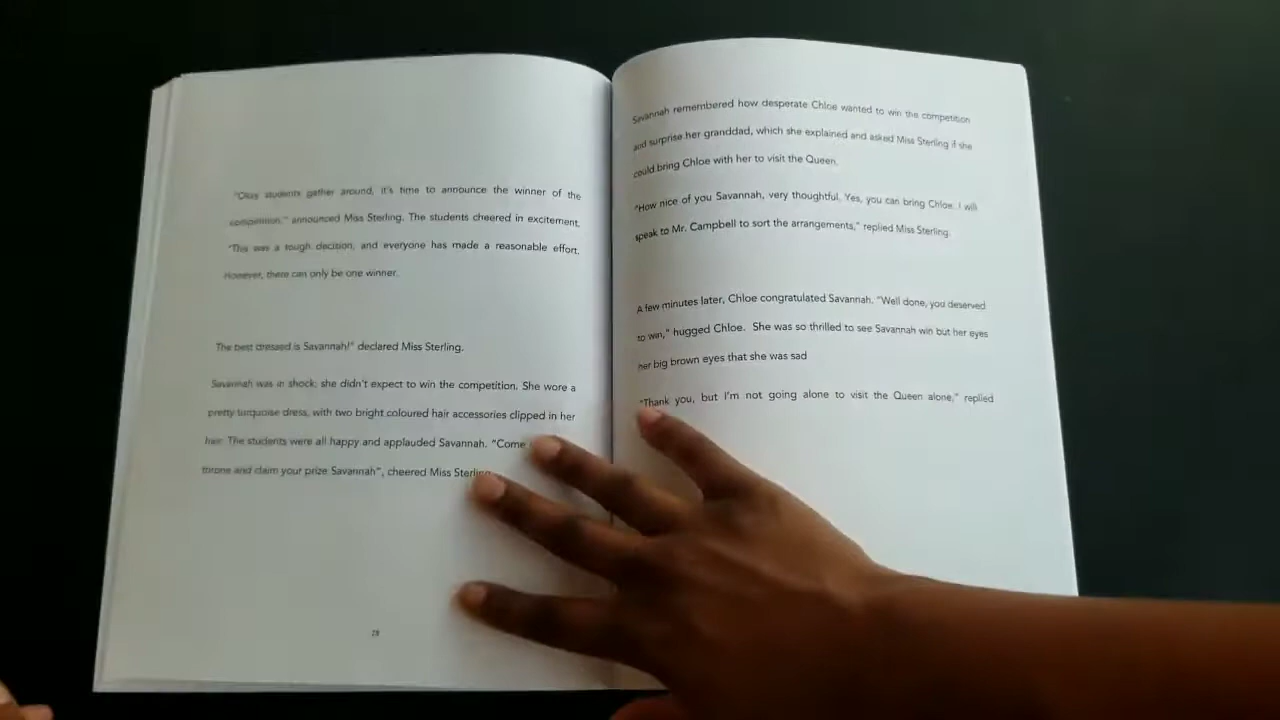 "Okay students gather around, it's time to announce the winner of the
competition," announced Miss Sterling. The students cheered in excitement.
"This was a tough decision, and everyone has made a reasonable effort.
However, there can only be one winner.
The best dressed is Savannah!" declared Miss Sterling.
Savannah was in shock; she didn't expect to win the competition. She wore a
pretty turquoise dress, with two bright coloured hair accessories clipped in her
hair. The students were all happy and applauded Savannah. "Come
throne and claim your prize Savannah", cheered Miss Sterling
28
Savannah remembered how desperate Chloe wanted to win the competition
and surprise her granddad, which she explained and asked Miss Sterling if she
could bring Chloe with her to visit the Queen.
"How nice of you Savannah, very thoughtful. Yes, you can bring Chloe. I will
speak to Mr. Campbell to sort the arrangements," replied Miss Sterling.
A few minutes later, Chloe congratulated Savannah. "Well done, you deserved
to win," hugged Chloe. She was so thrilled to see Savannah win but her eyes
her big brown eyes that she was sad
"Thank you, but I'm not going alone to visit the Queen alone," replied